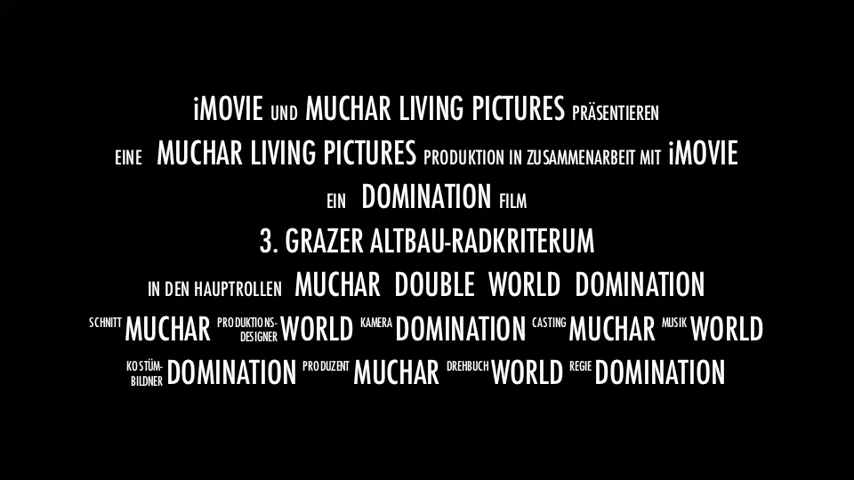 iMOVIE UND MUCHAR LIVING PICTURES PRÄSENTIEREN
EINE MUCHAR LIVING PICTURES PRODUKTION IN ZUSAMMENARBEIT MIT iMOVIE
EIN DOMINATION FILM
3. GRAZER ALTBAU-RADKRITERUM
IN DEN HAUPTROLLEN MUCHAR DOUBLE WORLD DOMINATION
SCHNITT MUCHAR PRODUKTIONS-DESIGNER WORLD KAMERA DOMINATION CASTING MUCHAR MUSIK WORLD
KOSTÜM-BILDNER DOMINATION PRODUZENT MUCHAR DREHBUCH WORLD REGIE DOMINATION